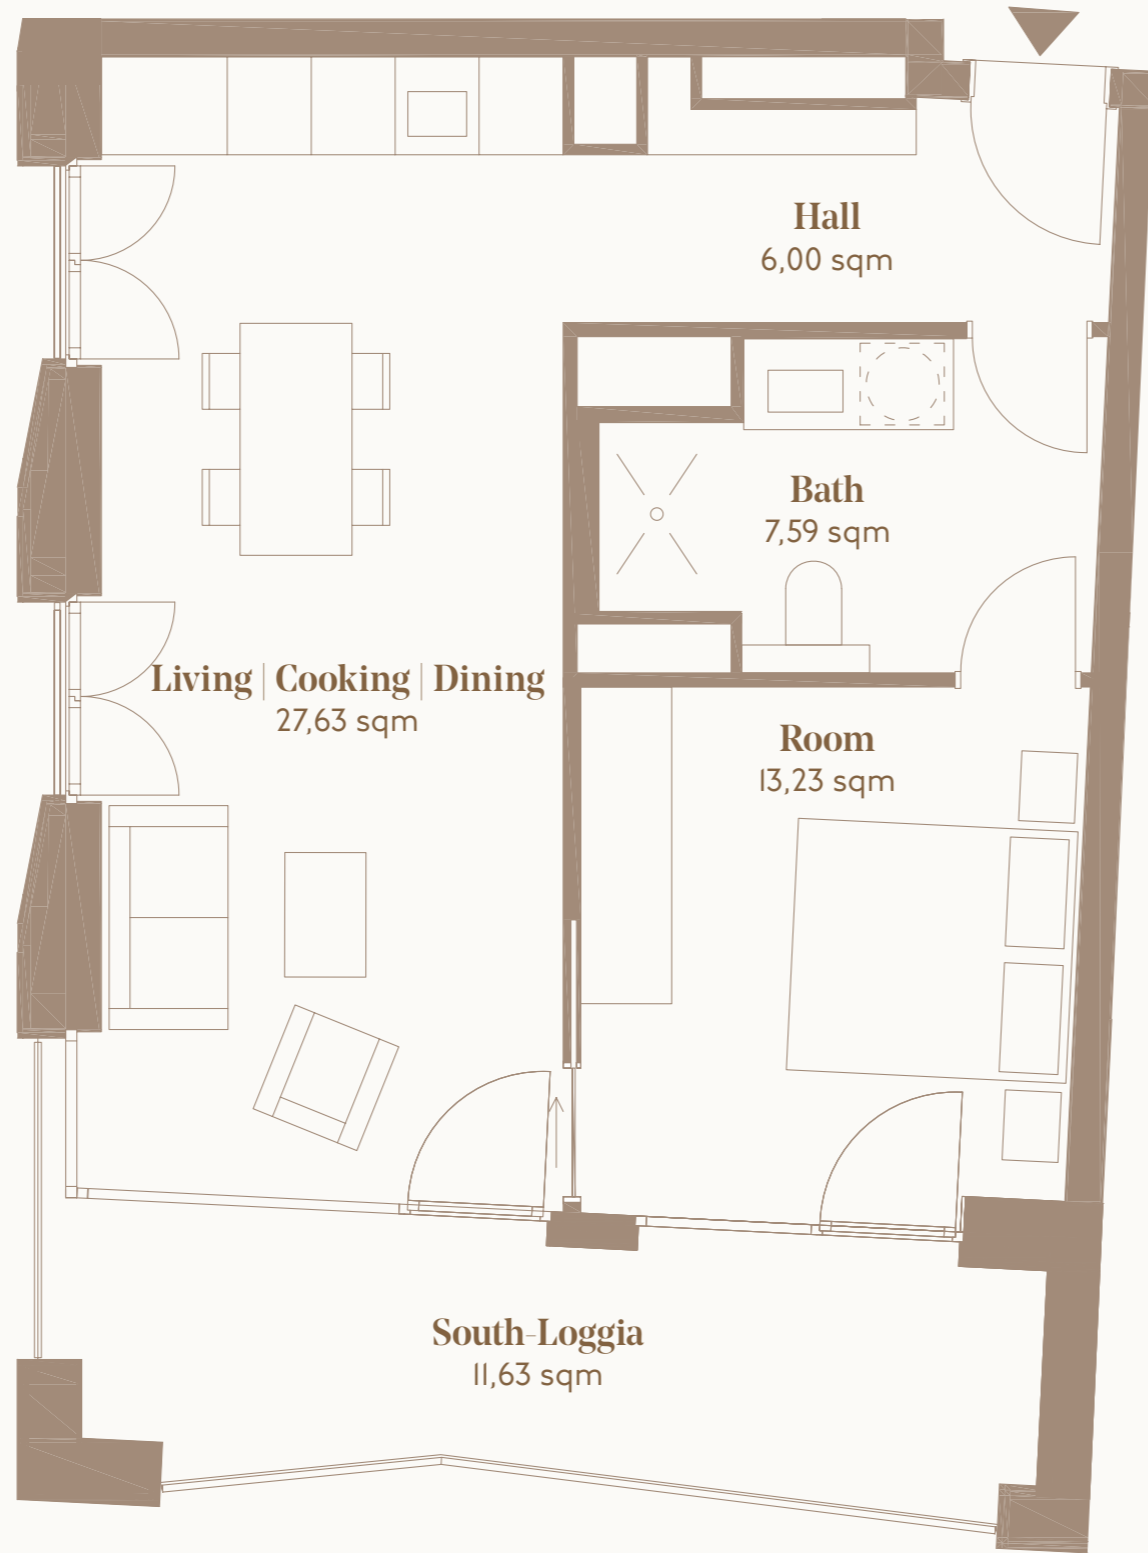 Hall
6,00 sqm
Bath
7,59 sqm
Living | Cooking | Dining
27,63 sqm
Room
13,23 sqm
South-Loggia
11,63 sqm